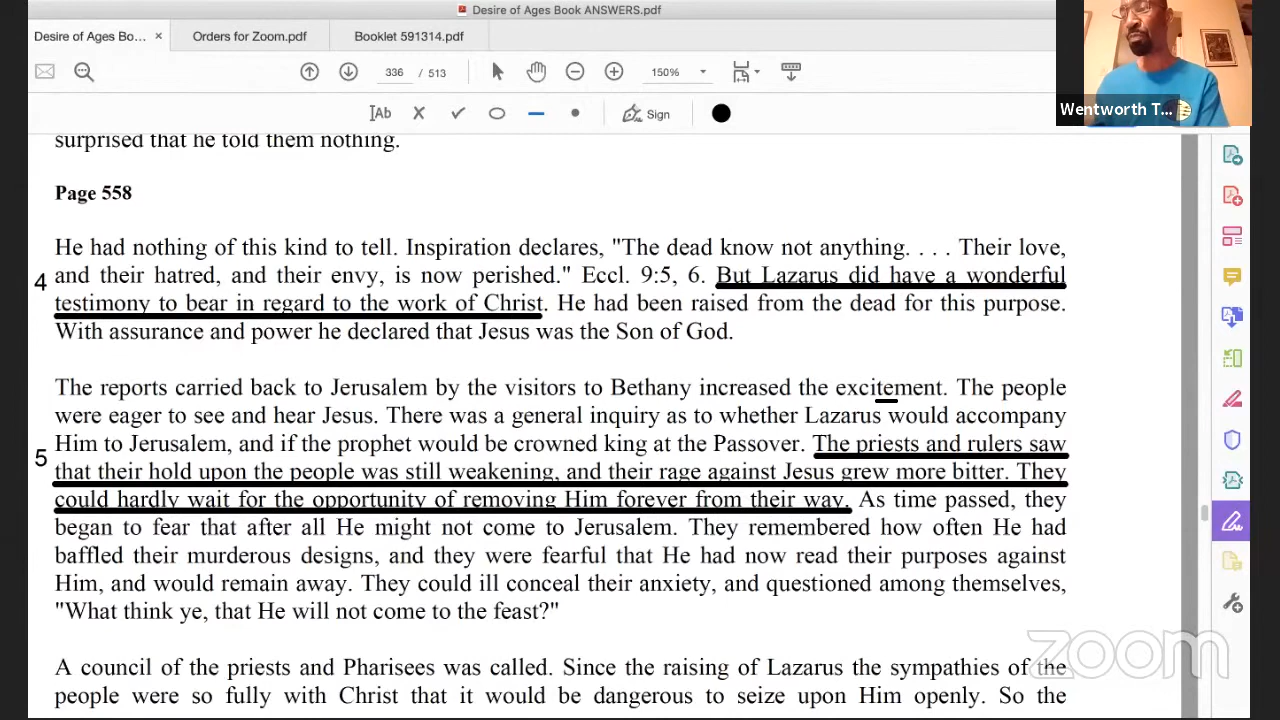 Desire of Ages Book ANSWERS.pdf
Desire of Ages Bo... ×
Orders for Zoom.pdf
Booklet 591314.pdf
336 / 513
150%
Ab
Sign
Wentworth T...
surprised that he told them nothing.
Page 558
He had nothing of this kind to tell. Inspiration declares, "The dead know not anything. . . . Their love,
4 and their hatred, and their envy, is now perished." Eccl. 9:5, 6. But Lazarus did have a wonderful
testimony to bear in regard to the work of Christ. He had been raised from the dead for this purpose.
With assurance and power he declared that Jesus was the Son of God.
The reports carried back to Jerusalem by the visitors to Bethany increased the excitement. The people
were eager to see and hear Jesus. There was a general inquiry as to whether Lazarus would accompany
Him to Jerusalem, and if the prophet would be crowned king at the Passover. The priests and rulers saw
5 that their hold upon the people was still weakening, and their rage against Jesus grew more bitter. They
could hardly wait for the opportunity of removing Him forever from their way. As time passed, they
began to fear that after all He might not come to Jerusalem. They remembered how often He had
baffled their murderous designs, and they were fearful that He had now read their purposes against
Him, and would remain away. They could ill conceal their anxiety, and questioned among themselves,
"What think ye, that He will not come to the feast?"
A council of the priests and Pharisees was called. Since the raising of Lazarus the sympathies of the
people were so fully with Christ that it would be dangerous to seize upon Him openly. So the
zoom